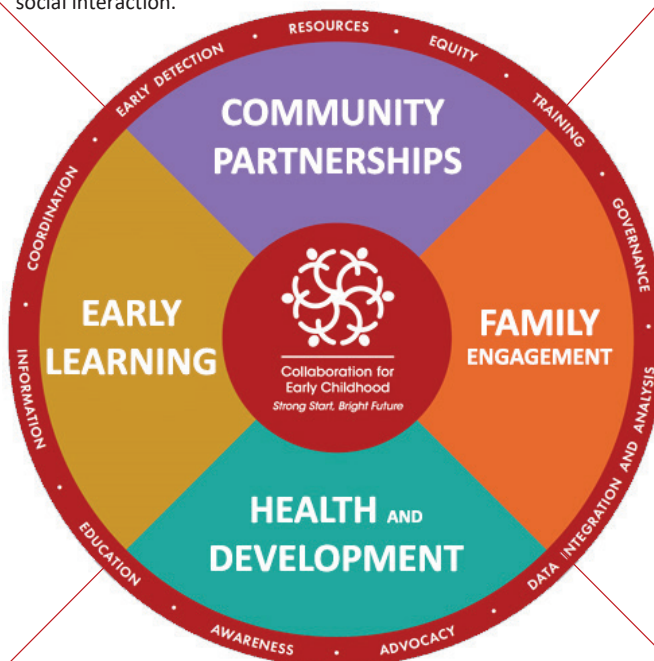 social interaction.
EARLY DETECTION • RESOURCES • EQUITY • TRAINING • GOVERNANCE • DATA INTEGRATION AND ANALYSIS • ADVOCACY • AWARENESS • EDUCATION • INFORMATION • COORDINATION •
COMMUNITY
PARTNERSHIPS
EARLY
LEARNING
Collaboration for
Early Childhood
Strong Start, Bright Future
FAMILY
ENGAGEMENT
HEALTH AND
DEVELOPMENT